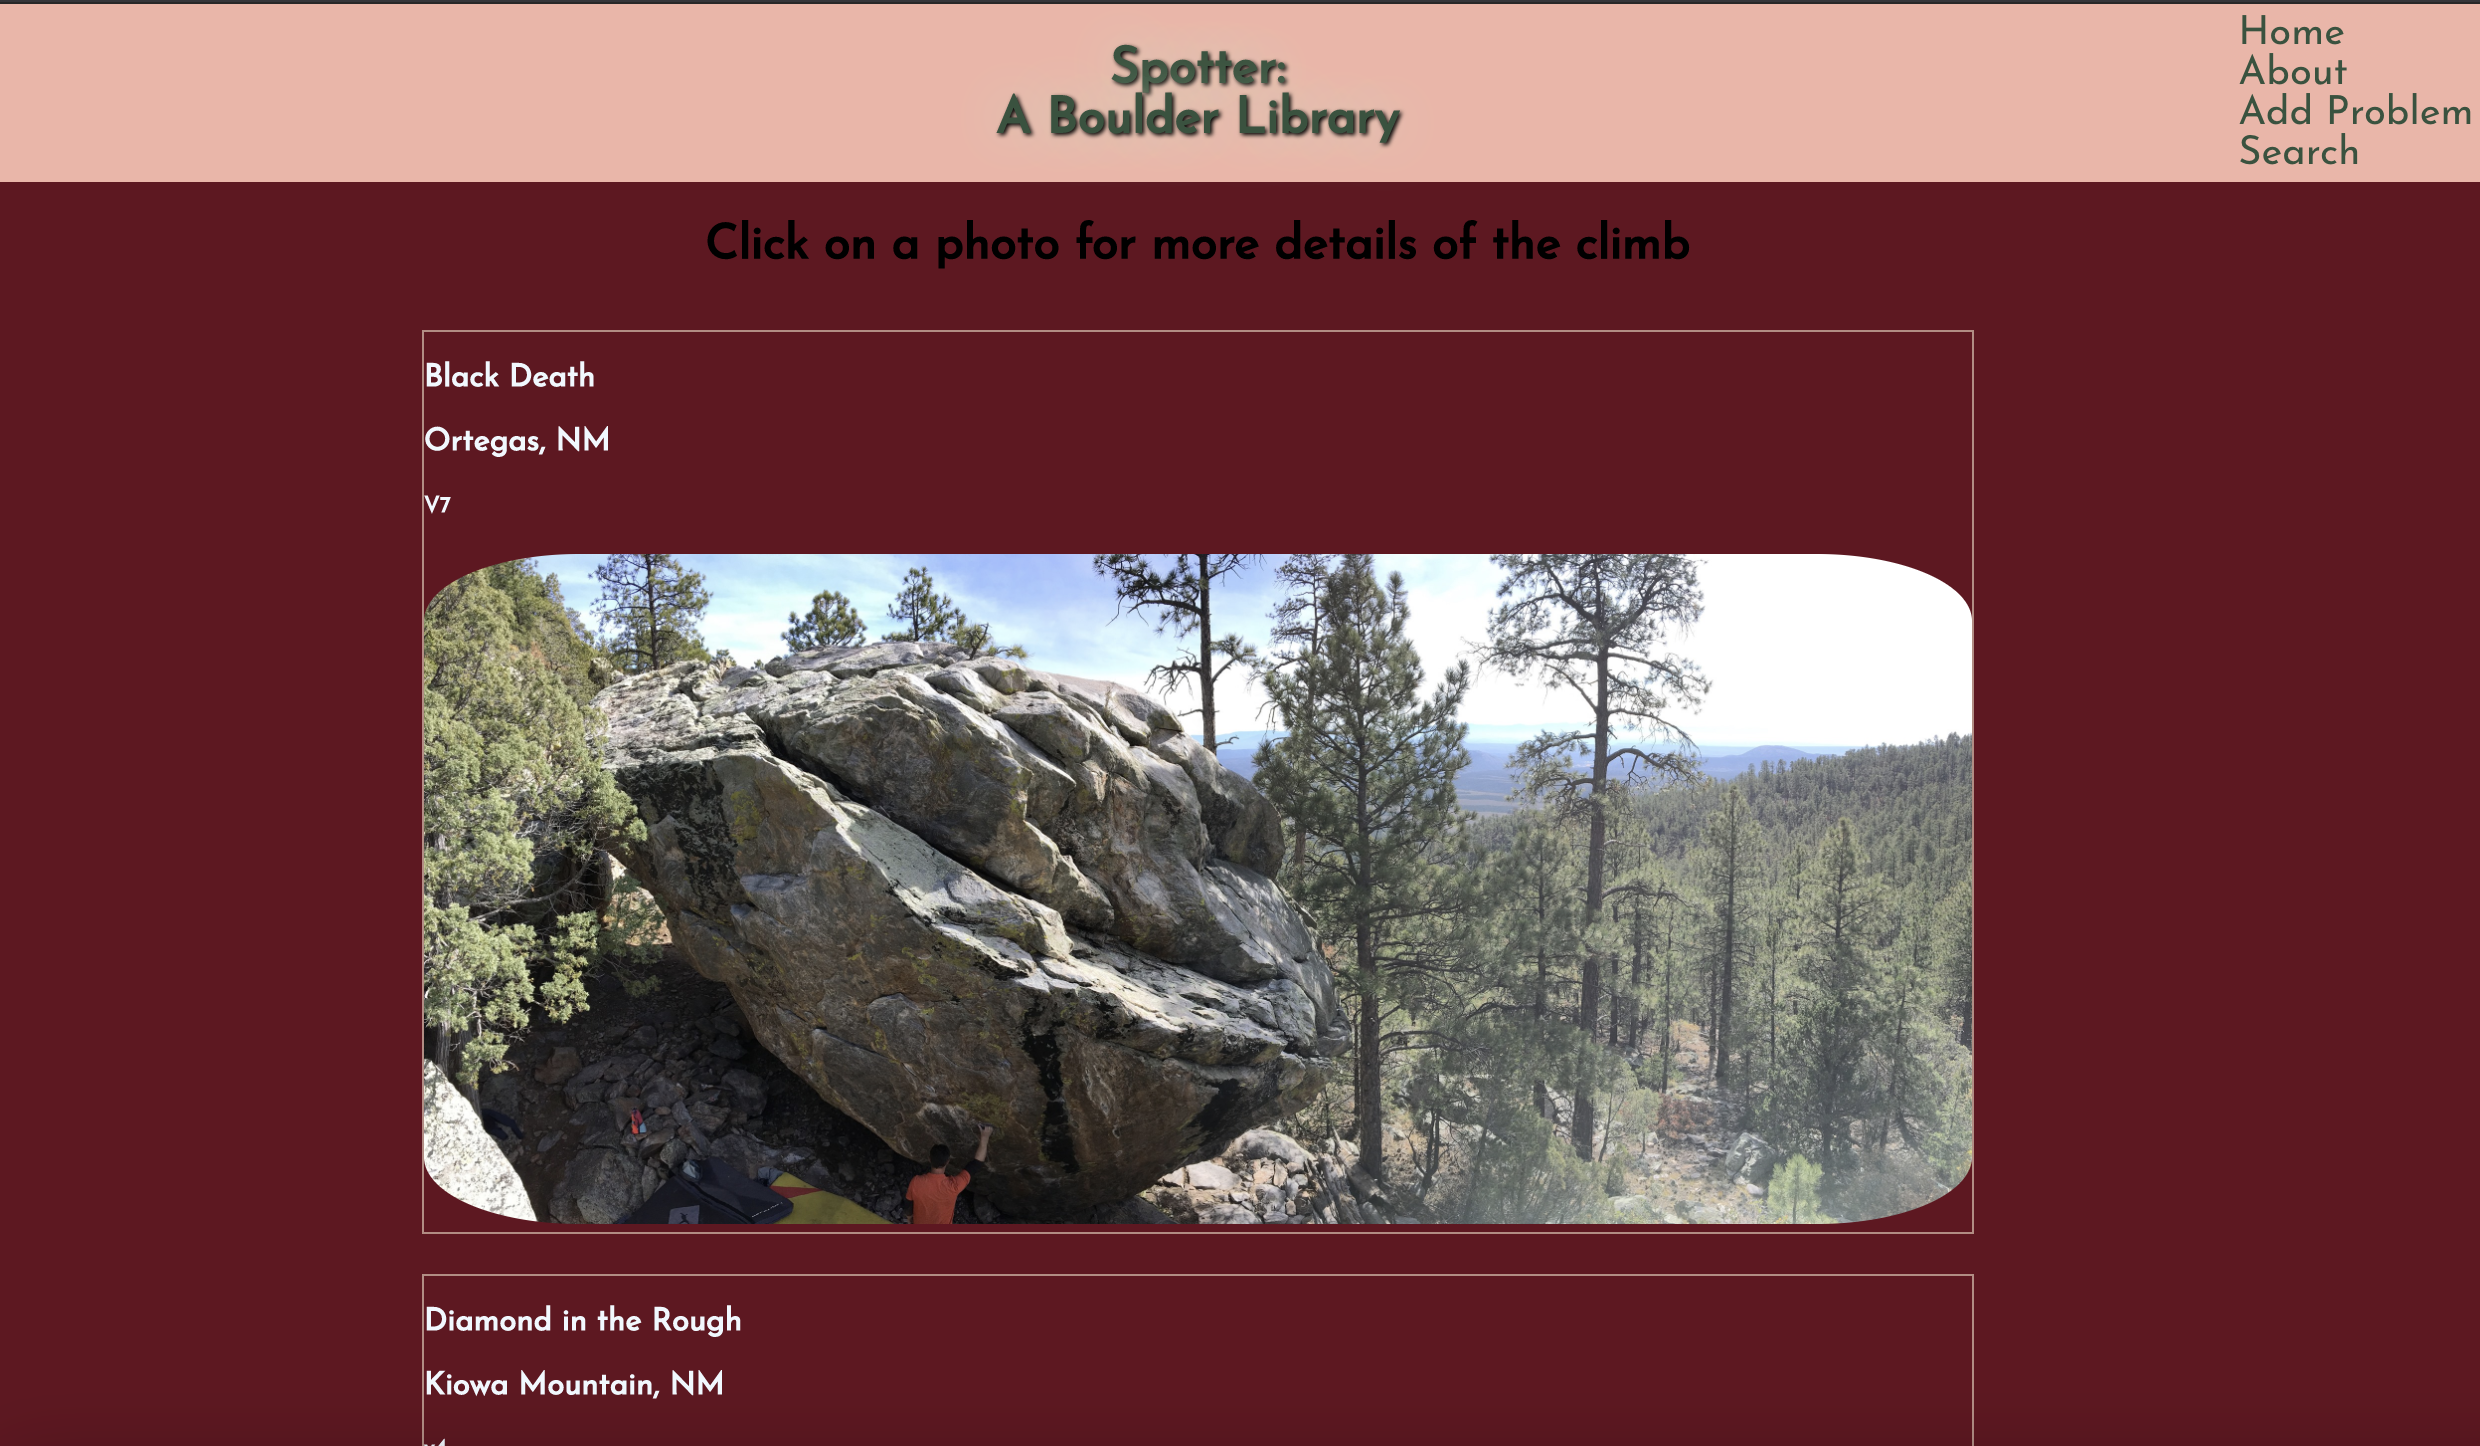 Spotter:
A Boulder Library
Home
About
Add Problem
Search
Click on a photo for more details of the climb
Black Death
Ortegas, NM
V7
Diamond in the Rough
Kiowa Mountain, NM